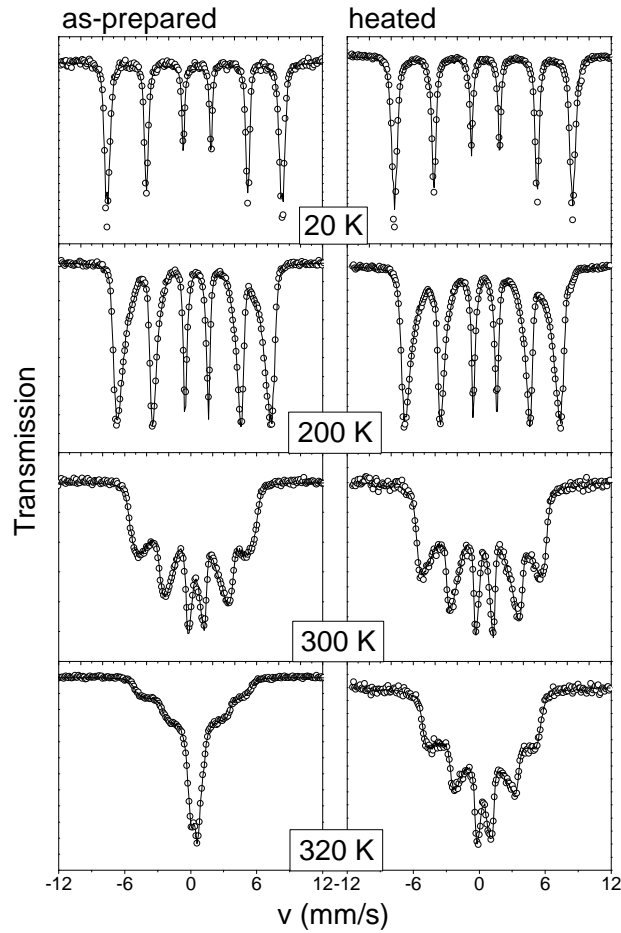 as-prepared heated
20 K
200 K
Transmission
300 K
320 K
-12 -6 0 6 12 -12 -6 0 6 12
v (mm/s) v (mm/s)